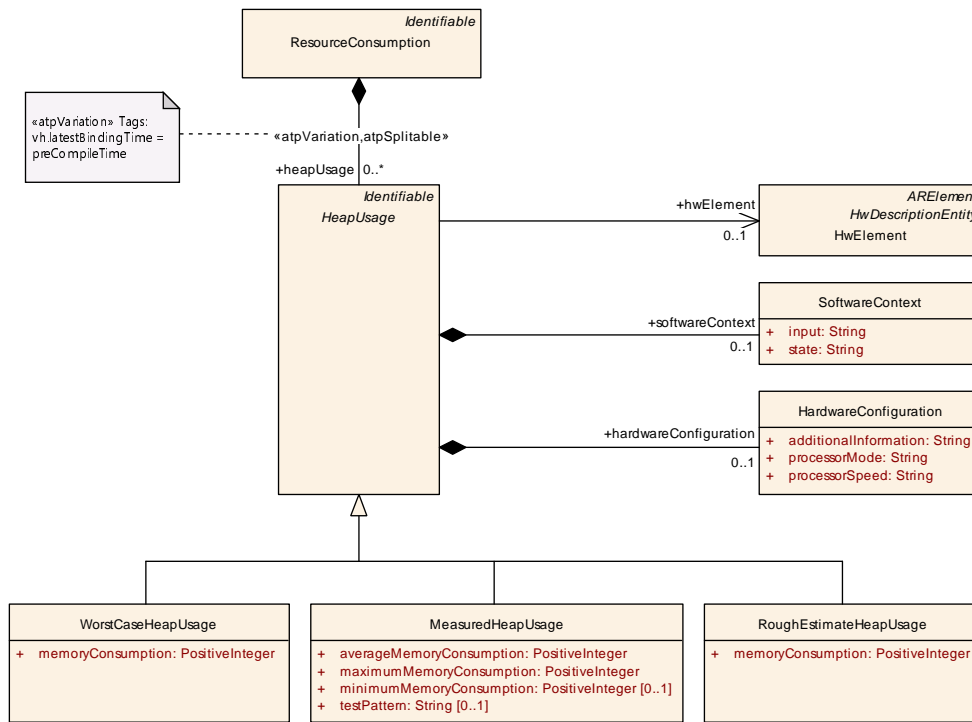 Identifiable
ResourceConsumption
«atpVariation» Tags:
vh.latestBindingTime =
preCompileTime
«atpVariation,atpSplitable»
+heapUsage 0..*
Identifiable
HeapUsage
+hwElement
0..1
ARElement
HwDescriptionEntity
HwElement
+softwareContext
0..1
SoftwareContext
+ input: String
+ state: String
+hardwareConfiguration
0..1
HardwareConfiguration
+ additionalInformation: String
+ processorMode: String
+ processorSpeed: String
WorstCaseHeapUsage
+ memoryConsumption: PositiveInteger
MeasuredHeapUsage
+ averageMemoryConsumption: PositiveInteger
+ maximumMemoryConsumption: PositiveInteger
+ minimumMemoryConsumption: PositiveInteger [0..1]
+ testPattern: String [0..1]
RoughEstimateHeapUsage
+ memoryConsumption: PositiveInteger